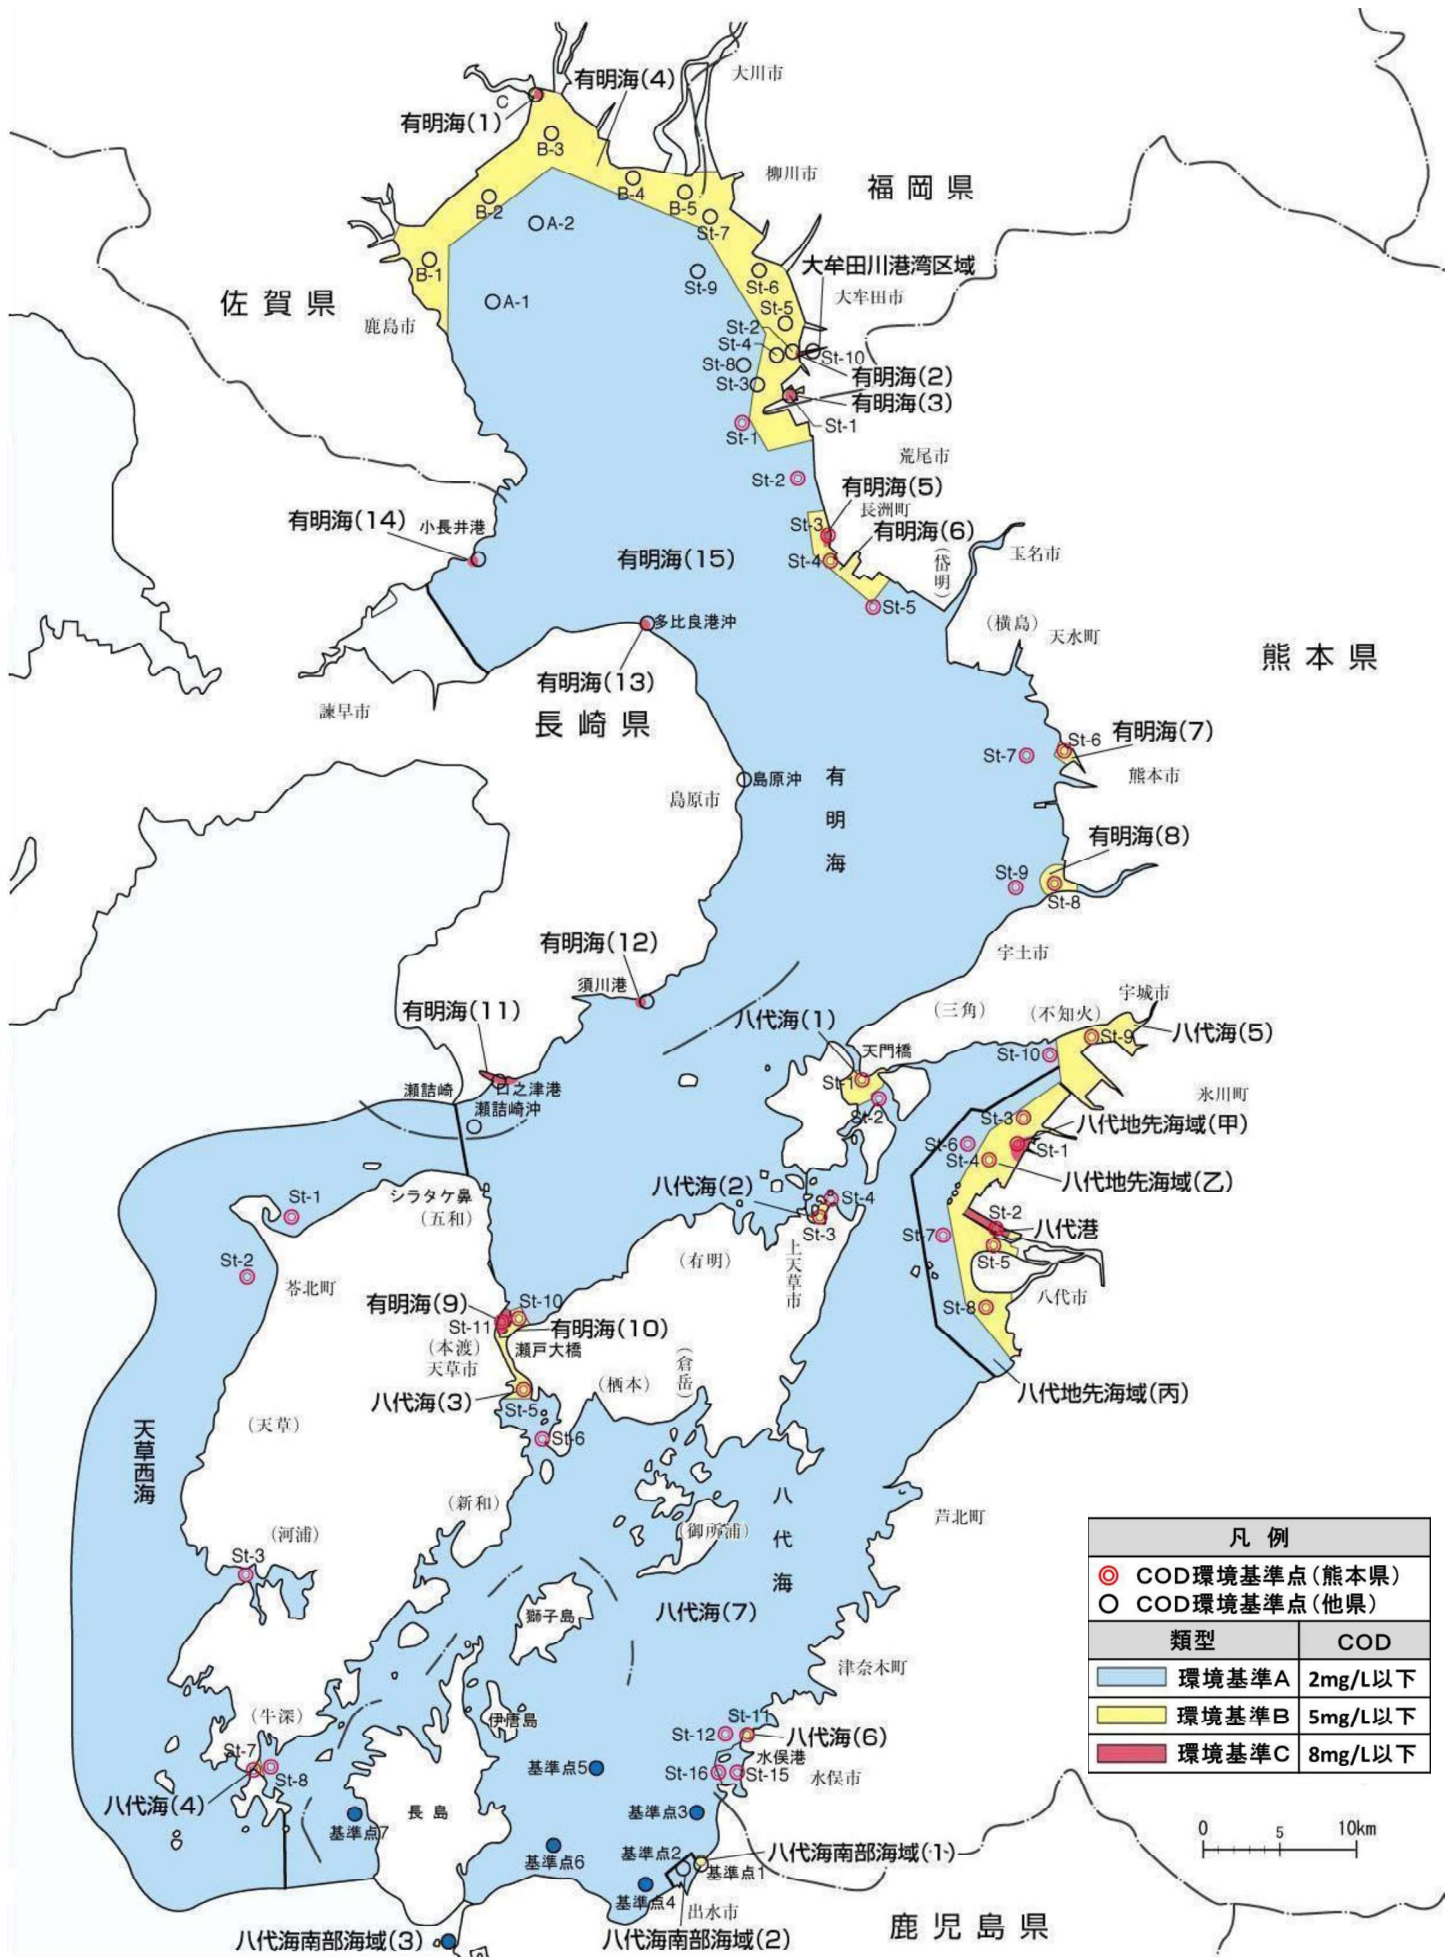 大川市
有明海(4)
C
有明海(1)
B-3
柳川市
福岡県
B-4
B-5
B-2
A-2
St-7
B-1
大牟田川港湾区域
St-9
St-6
大牟田市
佐賀県
A-1
鹿島市
St-5
St-2
St-4
St-10
St-8
有明海(2)
St-3
有明海(3)
St-1
St-1
荒尾市
St-2
有明海(5)
長洲町
有明海(14)
小長井港
St-3
有明海(6)
有明海(15)
St-4
(岱明)
玉名市
St-5
多比良港沖
(横島)
天水町
熊本県
有明海(13)
諫早市
長崎県
St-6
有明海(7)
St-7
島原沖
有明海
熊本市
島原市
有明海(8)
St-9
St-8
有明海(12)
宇土市
須川港
宇城市
有明海(11)
八代海(1)
(三角)
(不知火)
八代海(5)
天門橋
St-9
St-10
St-1
瀬詰崎
口之津港
瀬詰崎沖
St-2
氷川町
St-3
八代地先海域(甲)
St-6
St-1
St-4
八代海(2)
八代地先海域(乙)
St-1
シラタケ鼻
(五和)
St-4
St-3
St-2
八代港
St-7
St-5
St-2
(有明)
上天草市
苓北町
有明海(9)
St-10
St-8
八代市
St-11
有明海(10)
(本渡)
瀬戸大橋
天草市
(倉岳)
八代海(3)
(栖本)
八代地先海域(丙)
St-5
(天草)
St-6
天草西海
(新和)
八代海
芦北町
(河浦)
(御所浦)
St-3
凡例
COD環境基準点(熊本県)
COD環境基準点(他県)
類型 COD
環境基準A 2mg/L以下
環境基準B 5mg/L以下
環境基準C 8mg/L以下
獅子島
八代海(7)
津奈木町
(牛深)
伊唐島
St-11
St-12
八代海(6)
St-7
水俣港
St-8
基準点5
St-16
St-15
水俣市
八代海(4)
長島
基準点7
基準点3
0 5 10km
基準点6
基準点2
八代海南部海域(1)
基準点1
基準点4
出水市
鹿児島県
八代海南部海域(3)
八代海南部海域(2)